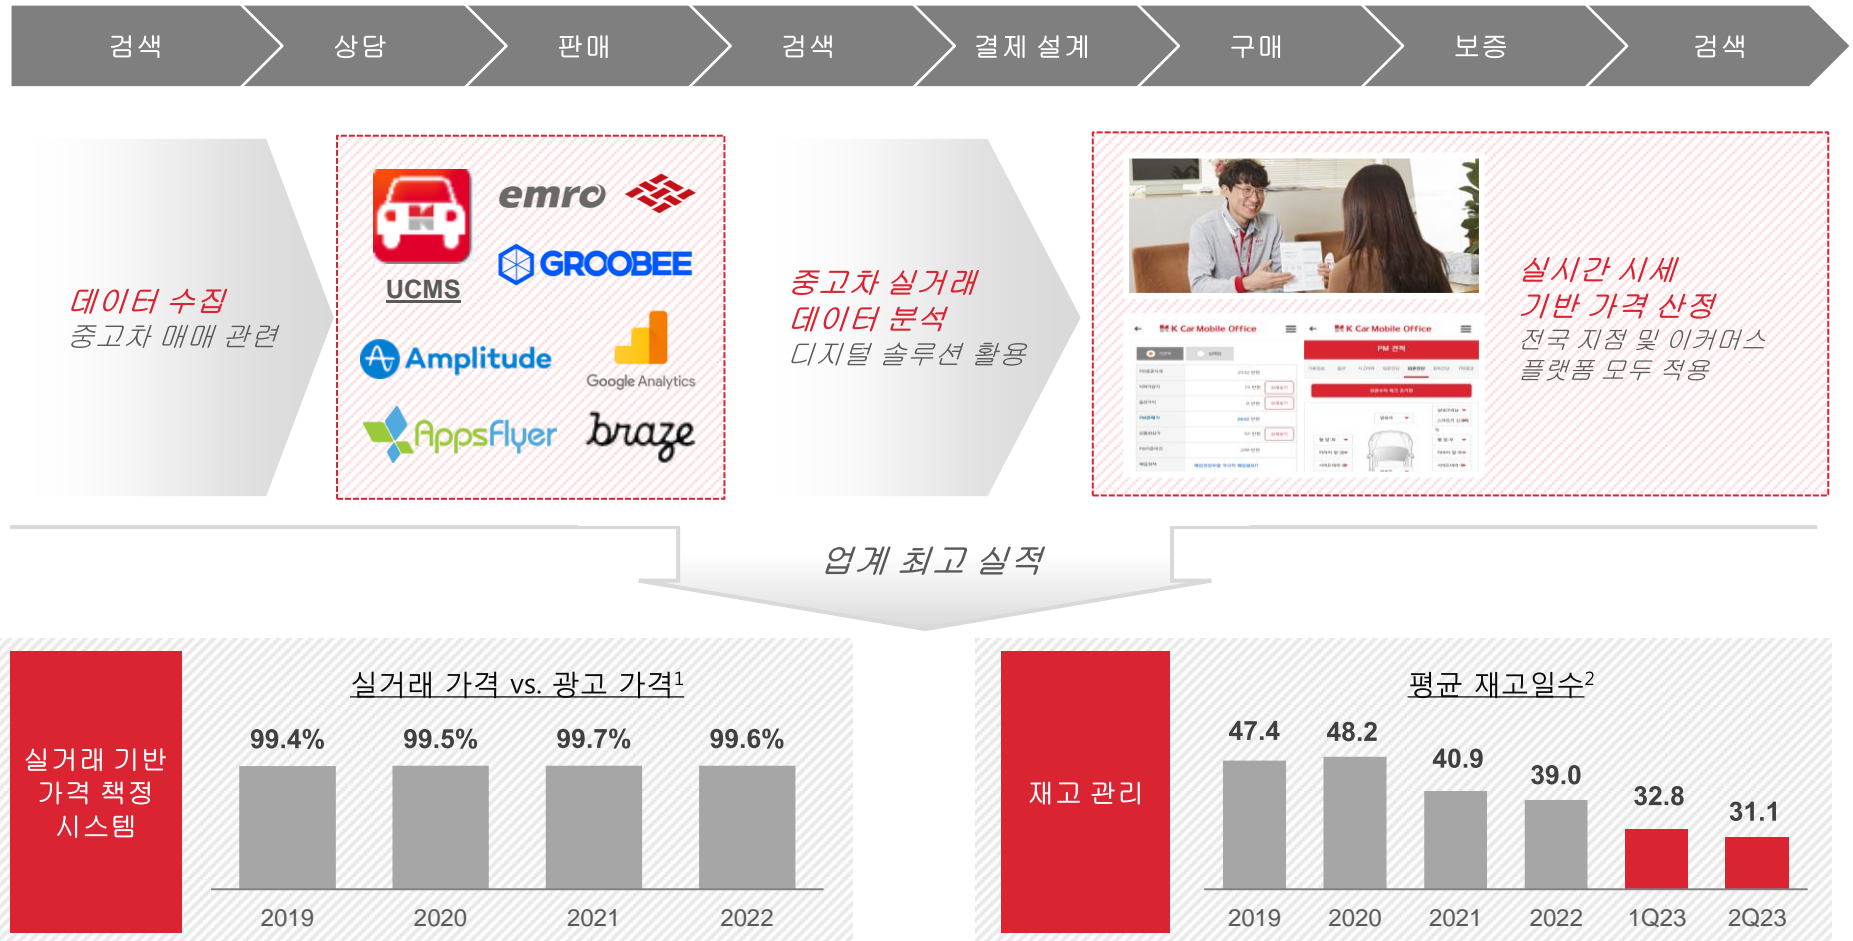 검색
상담
판매
검색
결제 설계
구매
보증
검색
데이터 수집
중고차 매매 관련
UCMS
emro
GROOBEE
Amplitude
Google Analytics
AppsFlyer
braze
중고차 실거래
데이터 분석
디지털 솔루션 활용
K Car Mobile Office
K Car Mobile Office
PM 견적
실시간 시세
기반 가격 산정
전국 지점 및 이커머스
플랫폼 모두 적용
업계 최고 실적
실거래 기반
가격 책정
시스템
실거래 가격 vs. 광고 가격1
99.4%
99.5%
99.7%
99.6%
2019
2020
2021
2022
재고 관리
평균 재고일수2
47.4
48.2
40.9
39.0
32.8
31.1
2019
2020
2021
2022
1Q23
2Q23